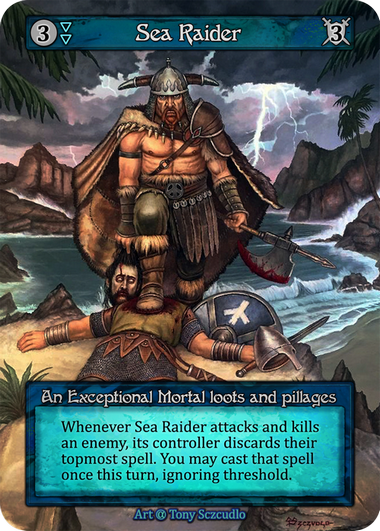 3 Sea Raider 3
An Exceptional Mortal loots and pillages
Whenever Sea Raider attacks and kills
an enemy, its controller discards their
topmost spell. You may cast that spell
once this turn, ignoring threshold.
Art @ Tony Sczcudlo